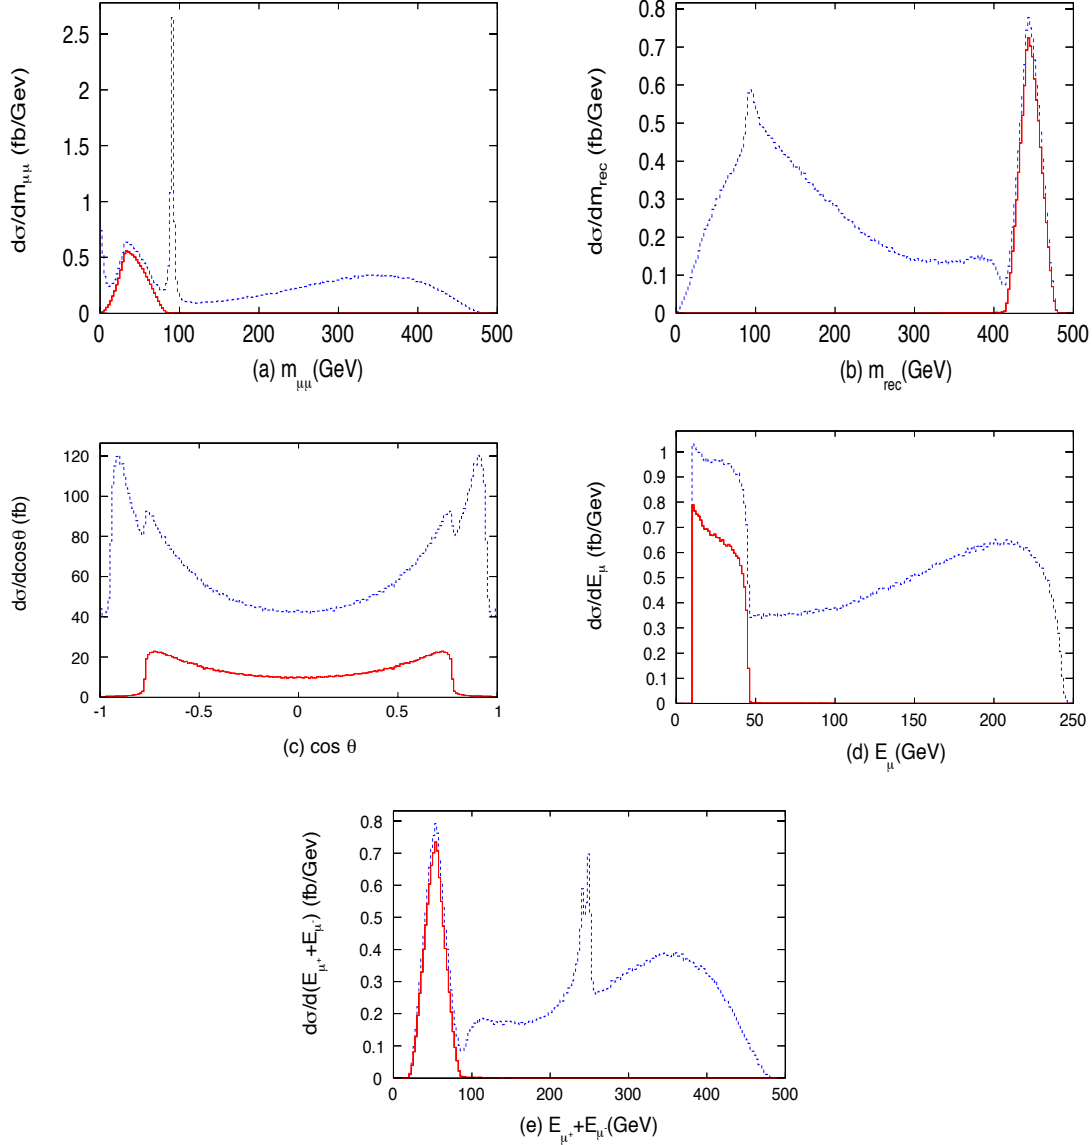 2.5
2
1.5
1
0.5
0
0 100 200 300 400 500
dσ/dm_μμ (fb/Gev)
(a) m_μμ(GeV)
0.8
0.7
0.6
0.5
0.4
0.3
0.2
0.1
0
0 100 200 300 400 500
dσ/dm_rec (fb/Gev)
(b) m_rec(GeV)
120
100
80
60
40
20
0
-1 -0.5 0 0.5 1
dσ/dcosθ (fb)
(c) cos θ
1
0.9
0.8
0.7
0.6
0.5
0.4
0.3
0.2
0.1
0
0 50 100 150 200 250
dσ/dE_μ (fb/Gev)
(d) E_μ(GeV)
0.8
0.7
0.6
0.5
0.4
0.3
0.2
0.1
0
0 100 200 300 400 500
dσ/d(E_μ⁺+E_μ⁻) (fb/Gev)
(e) E_μ⁺+E_μ⁻(GeV)